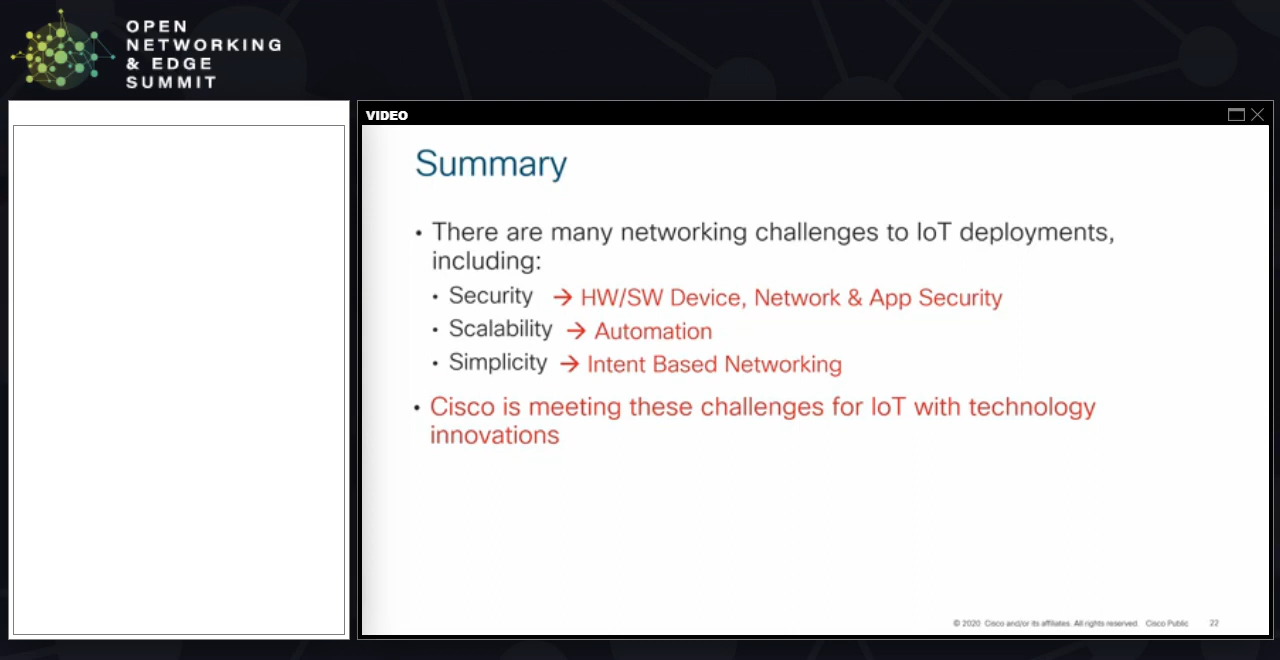 OPEN
NETWORKING
& EDGE
SUMMIT
VIDEO
Summary
• There are many networking challenges to IoT deployments,
including:
• Security → HW/SW Device, Network & App Security
• Scalability → Automation
• Simplicity → Intent Based Networking
• Cisco is meeting these challenges for IoT with technology
innovations
© 2020 Cisco and/or its affiliates. All rights reserved. Cisco Public 22